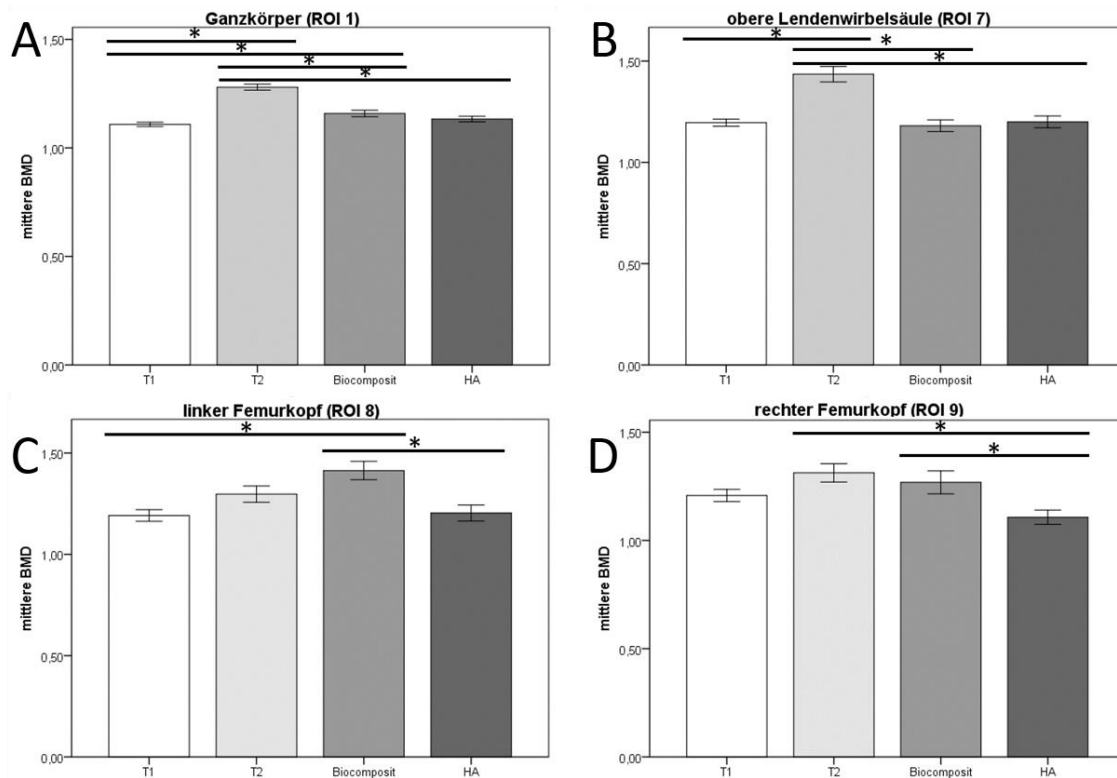 A
Ganzkörper (ROI 1)
*
*
*
*
mittlere BMD
1,50
1,00
0,50
0,00
T1 T2 Biocomposit HA
B
obere Lendenwirbelsäule (ROI 7)
*
*
*
mittlere BMD
1,50
1,00
0,50
0,00
T1 T2 Biocomposit HA
C
linker Femurkopf (ROI 8)
*
*
mittlere BMD
1,50
1,00
0,50
0,00
T1 T2 Biocomposit HA
D
rechter Femurkopf (ROI 9)
*
*
mittlere BMD
1,50
1,00
0,50
0,00
T1 T2 Biocomposit HA